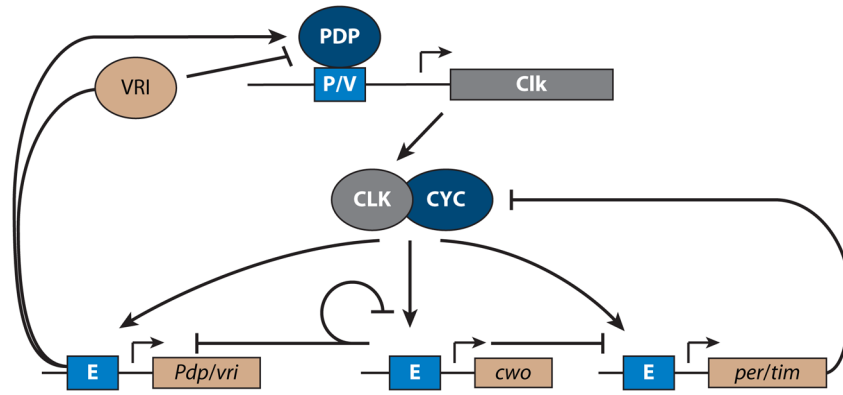 PDP
VRI
P/V
Clk
CLK
CYC
E
Pdp/vri
E
cwo
E
per/tim